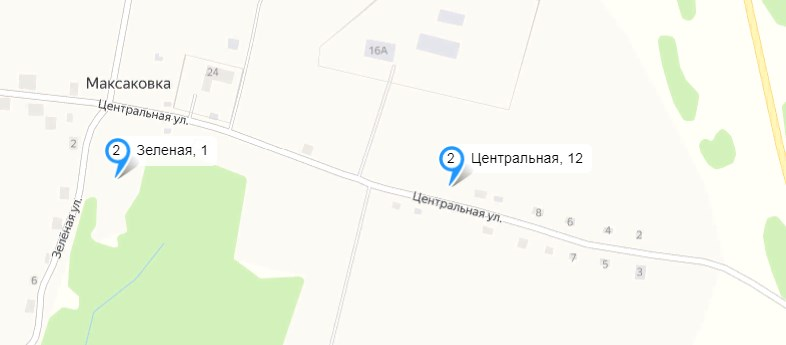 16А
24
Максаковка
Центральная ул.
2
2 Зеленая, 1
2 Центральная, 12
Зелёная ул.
Центральная ул.
8
6
4
2
7
5
3
6